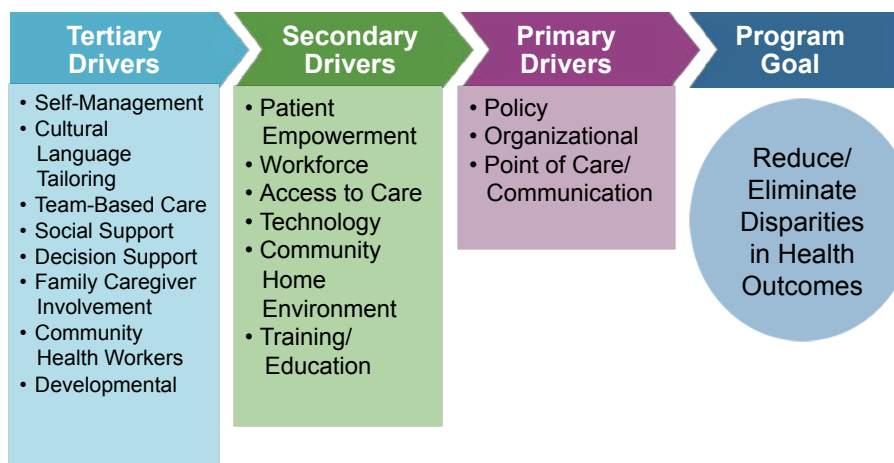 Tertiary
Drivers
• Self-Management
• Cultural
Language
Tailoring
• Team-Based Care
• Social Support
• Decision Support
• Family Caregiver
Involvement
• Community
Health Workers
• Developmental
Secondary
Drivers
• Patient
Empowerment
• Workforce
• Access to Care
• Technology
• Community
Home
Environment
• Training/
Education
Primary
Drivers
• Policy
• Organizational
• Point of Care/
Communication
Program
Goal
Reduce/
Eliminate
Disparities
in Health
Outcomes